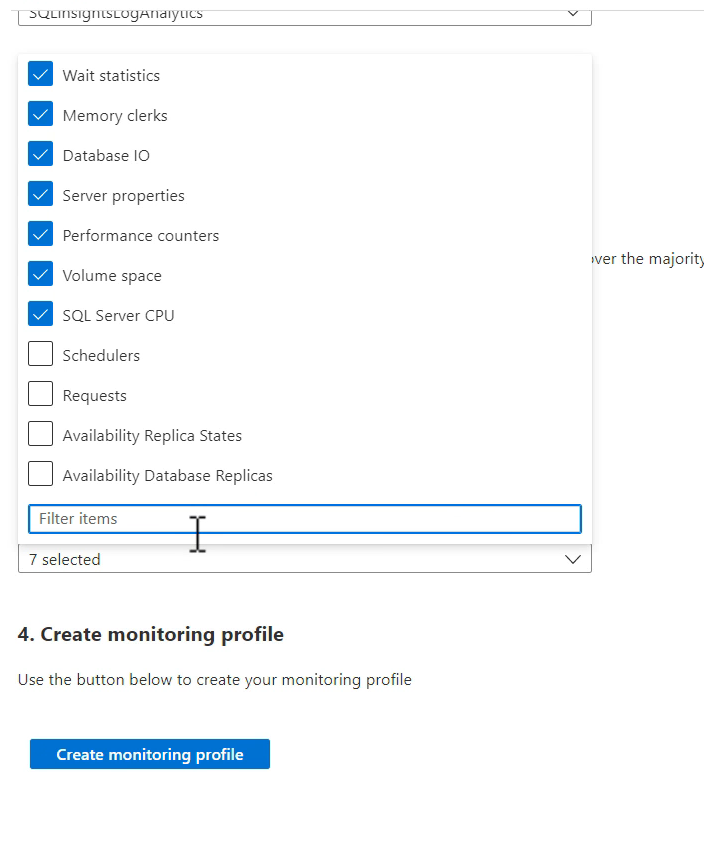 SQLInsightsLogAnalytics
Wait statistics
Memory clerks
Database IO
Server properties
Performance counters
over the majority
Volume space
SQL Server CPU
Schedulers
Requests
Availability Replica States
Availability Database Replicas
Filter items
7 selected
4. Create monitoring profile
Use the button below to create your monitoring profile
Create monitoring profile